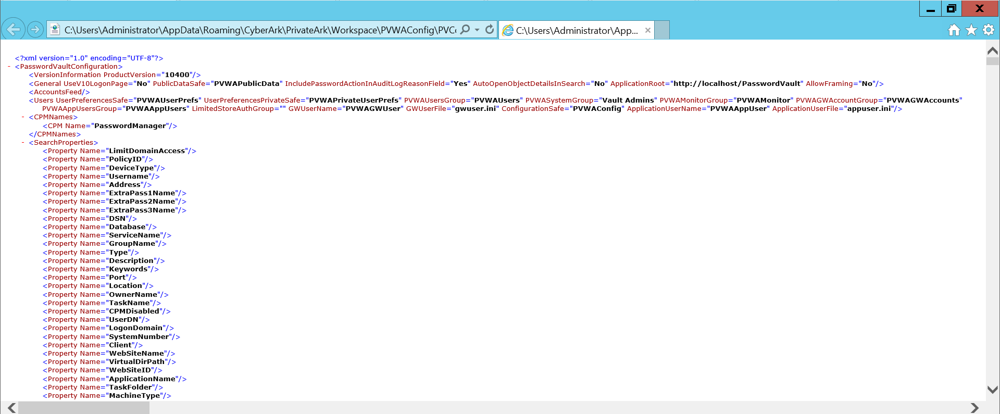 C:\Users\Administrator\AppData\Roaming\CyberArk\PrivateArk\Workspace\PVWAConfig\PVCo
C:\Users\Administrator\App...
<?xml version="1.0" encoding="UTF-8"?>
- <PasswordVaultConfiguration>
<VersionInformation ProductVersion="10400"/>
<General UseV10LogonPage="No" PublicDataSafe="PVWAPublicData" IncludePasswordActionInAuditLogReasonField="Yes" AutoOpenObjectDetailsInSearch="No" ApplicationRoot="http://localhost/PasswordVault" AllowFraming="No"/>
<AccountsFeed/>
<Users UserPreferencesSafe="PVWAUserPrefs" UserPreferencesPrivateSafe="PVWAPrivateUserPrefs" PVWAUsersGroup="PVWAUsers" PVWASystemGroup="Vault Admins" PVWAMonitorGroup="PVWAMonitor" PVWAGWAccountGroup="PVWAGWAccounts"
PVWAAppUsersGroup="PVWAAppUsers" LimitedStoreAuthGroup="" GWUserName="PVWAGWUser" GWUserFile="gwuser.ini" ConfigurationSafe="PVWAConfig" ApplicationUserName="PVWAAppUser" ApplicationUserFile="appuser.ini"/>
- <CPMNames>
<CPM Name="PasswordManager"/>
</CPMNames>
- <SearchProperties>
<Property Name="LimitDomainAccess"/>
<Property Name="PolicyID"/>
<Property Name="DeviceType"/>
<Property Name="Username"/>
<Property Name="Address"/>
<Property Name="ExtraPass1Name"/>
<Property Name="ExtraPass2Name"/>
<Property Name="ExtraPass3Name"/>
<Property Name="DSN"/>
<Property Name="Database"/>
<Property Name="ServiceName"/>
<Property Name="GroupName"/>
<Property Name="Type"/>
<Property Name="Description"/>
<Property Name="Keywords"/>
<Property Name="Port"/>
<Property Name="Location"/>
<Property Name="OwnerName"/>
<Property Name="TaskName"/>
<Property Name="CPMDisabled"/>
<Property Name="UserDN"/>
<Property Name="LogonDomain"/>
<Property Name="SystemNumber"/>
<Property Name="Client"/>
<Property Name="WebSiteName"/>
<Property Name="VirtualDirPath"/>
<Property Name="WebSiteID"/>
<Property Name="ApplicationName"/>
<Property Name="TaskFolder"/>
<Property Name="MachineType"/>